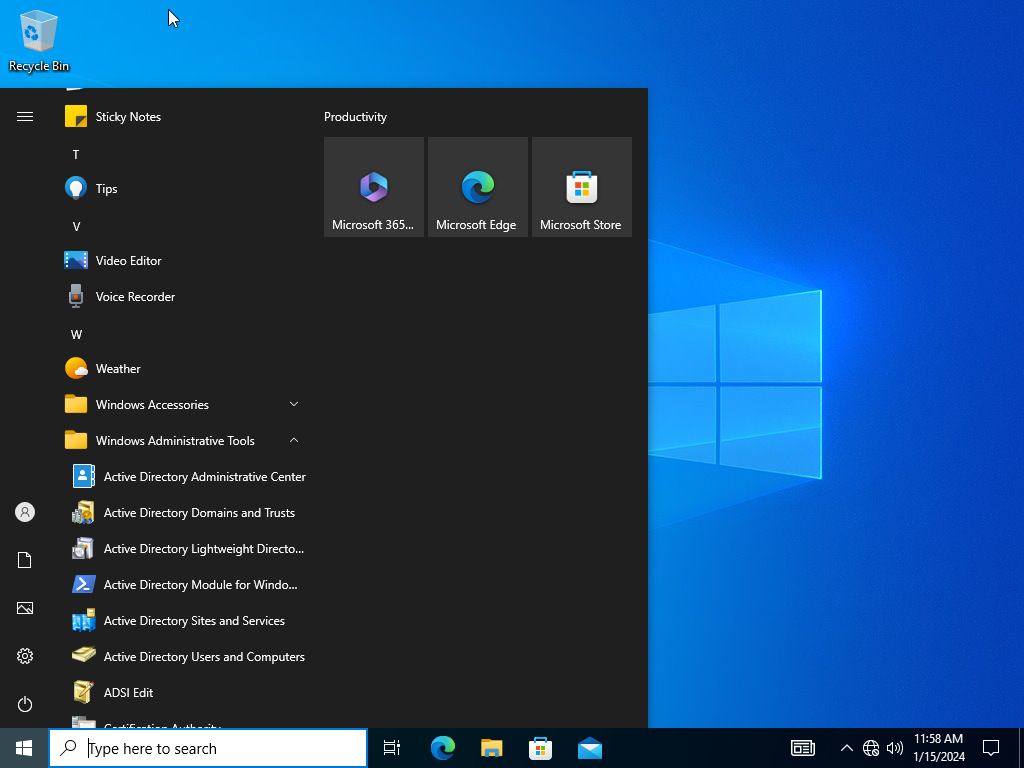 Recycle Bin
Sticky Notes
T
Tips
V
Video Editor
Voice Recorder
W
Weather
Windows Accessories
Windows Administrative Tools
Active Directory Administrative Center
Active Directory Domains and Trusts
Active Directory Lightweight Directo...
Active Directory Module for Windo...
Active Directory Sites and Services
Active Directory Users and Computers
ADSI Edit
Certification Authority
Productivity
Microsoft 365...
Microsoft Edge
Microsoft Store
Type here to search
11:58 AM
1/15/2024